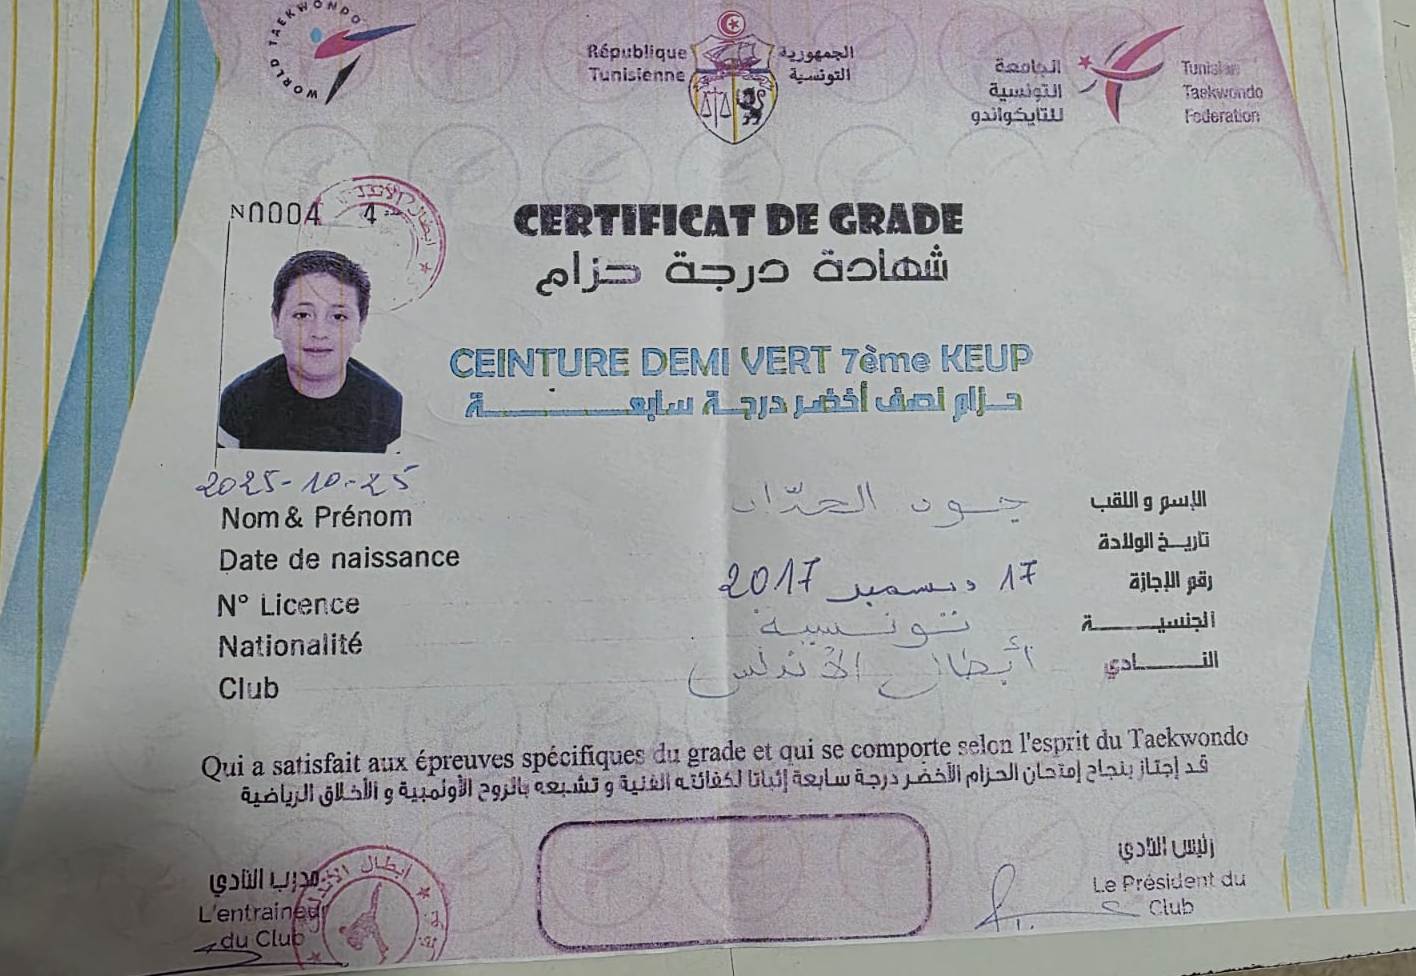 WORLD TAEKWONDO
République
Tunisienne
الجمهورية
التونسية
الجامعة
التونسية
للتايكواندو
Tunisian
Taekwondo
Federation
N0004 4
CERTIFICAT DE GRADE
شهادة درجة حزام
CEINTURE DEMI VERT 7ème KEUP
حزام نصف أخضر درجة سابعة
2025-10-25
Nom & Prénom
الإسم و اللقب
Date de naissance
تاريخ الولادة
17 ديسمبر 2017
N° Licence
رقم الإجازة
Nationalité
تونسية
الجنسية
Club
أبطال الأندلس
النادي
Qui a satisfait aux épreuves spécifiques du grade et qui se comporte selon l'esprit du Taekwondo
قد إجتاز بنجاح إمتحان الحزام الأخضر درجة سابعة إثباتا لكفائته الفنية و تشبعه بالروح الأولمبية و الأخلاق الرياضية
مدرب النادي
L'entraineur
du Club
أبطال
رئيس النادي
Le Président du
Club